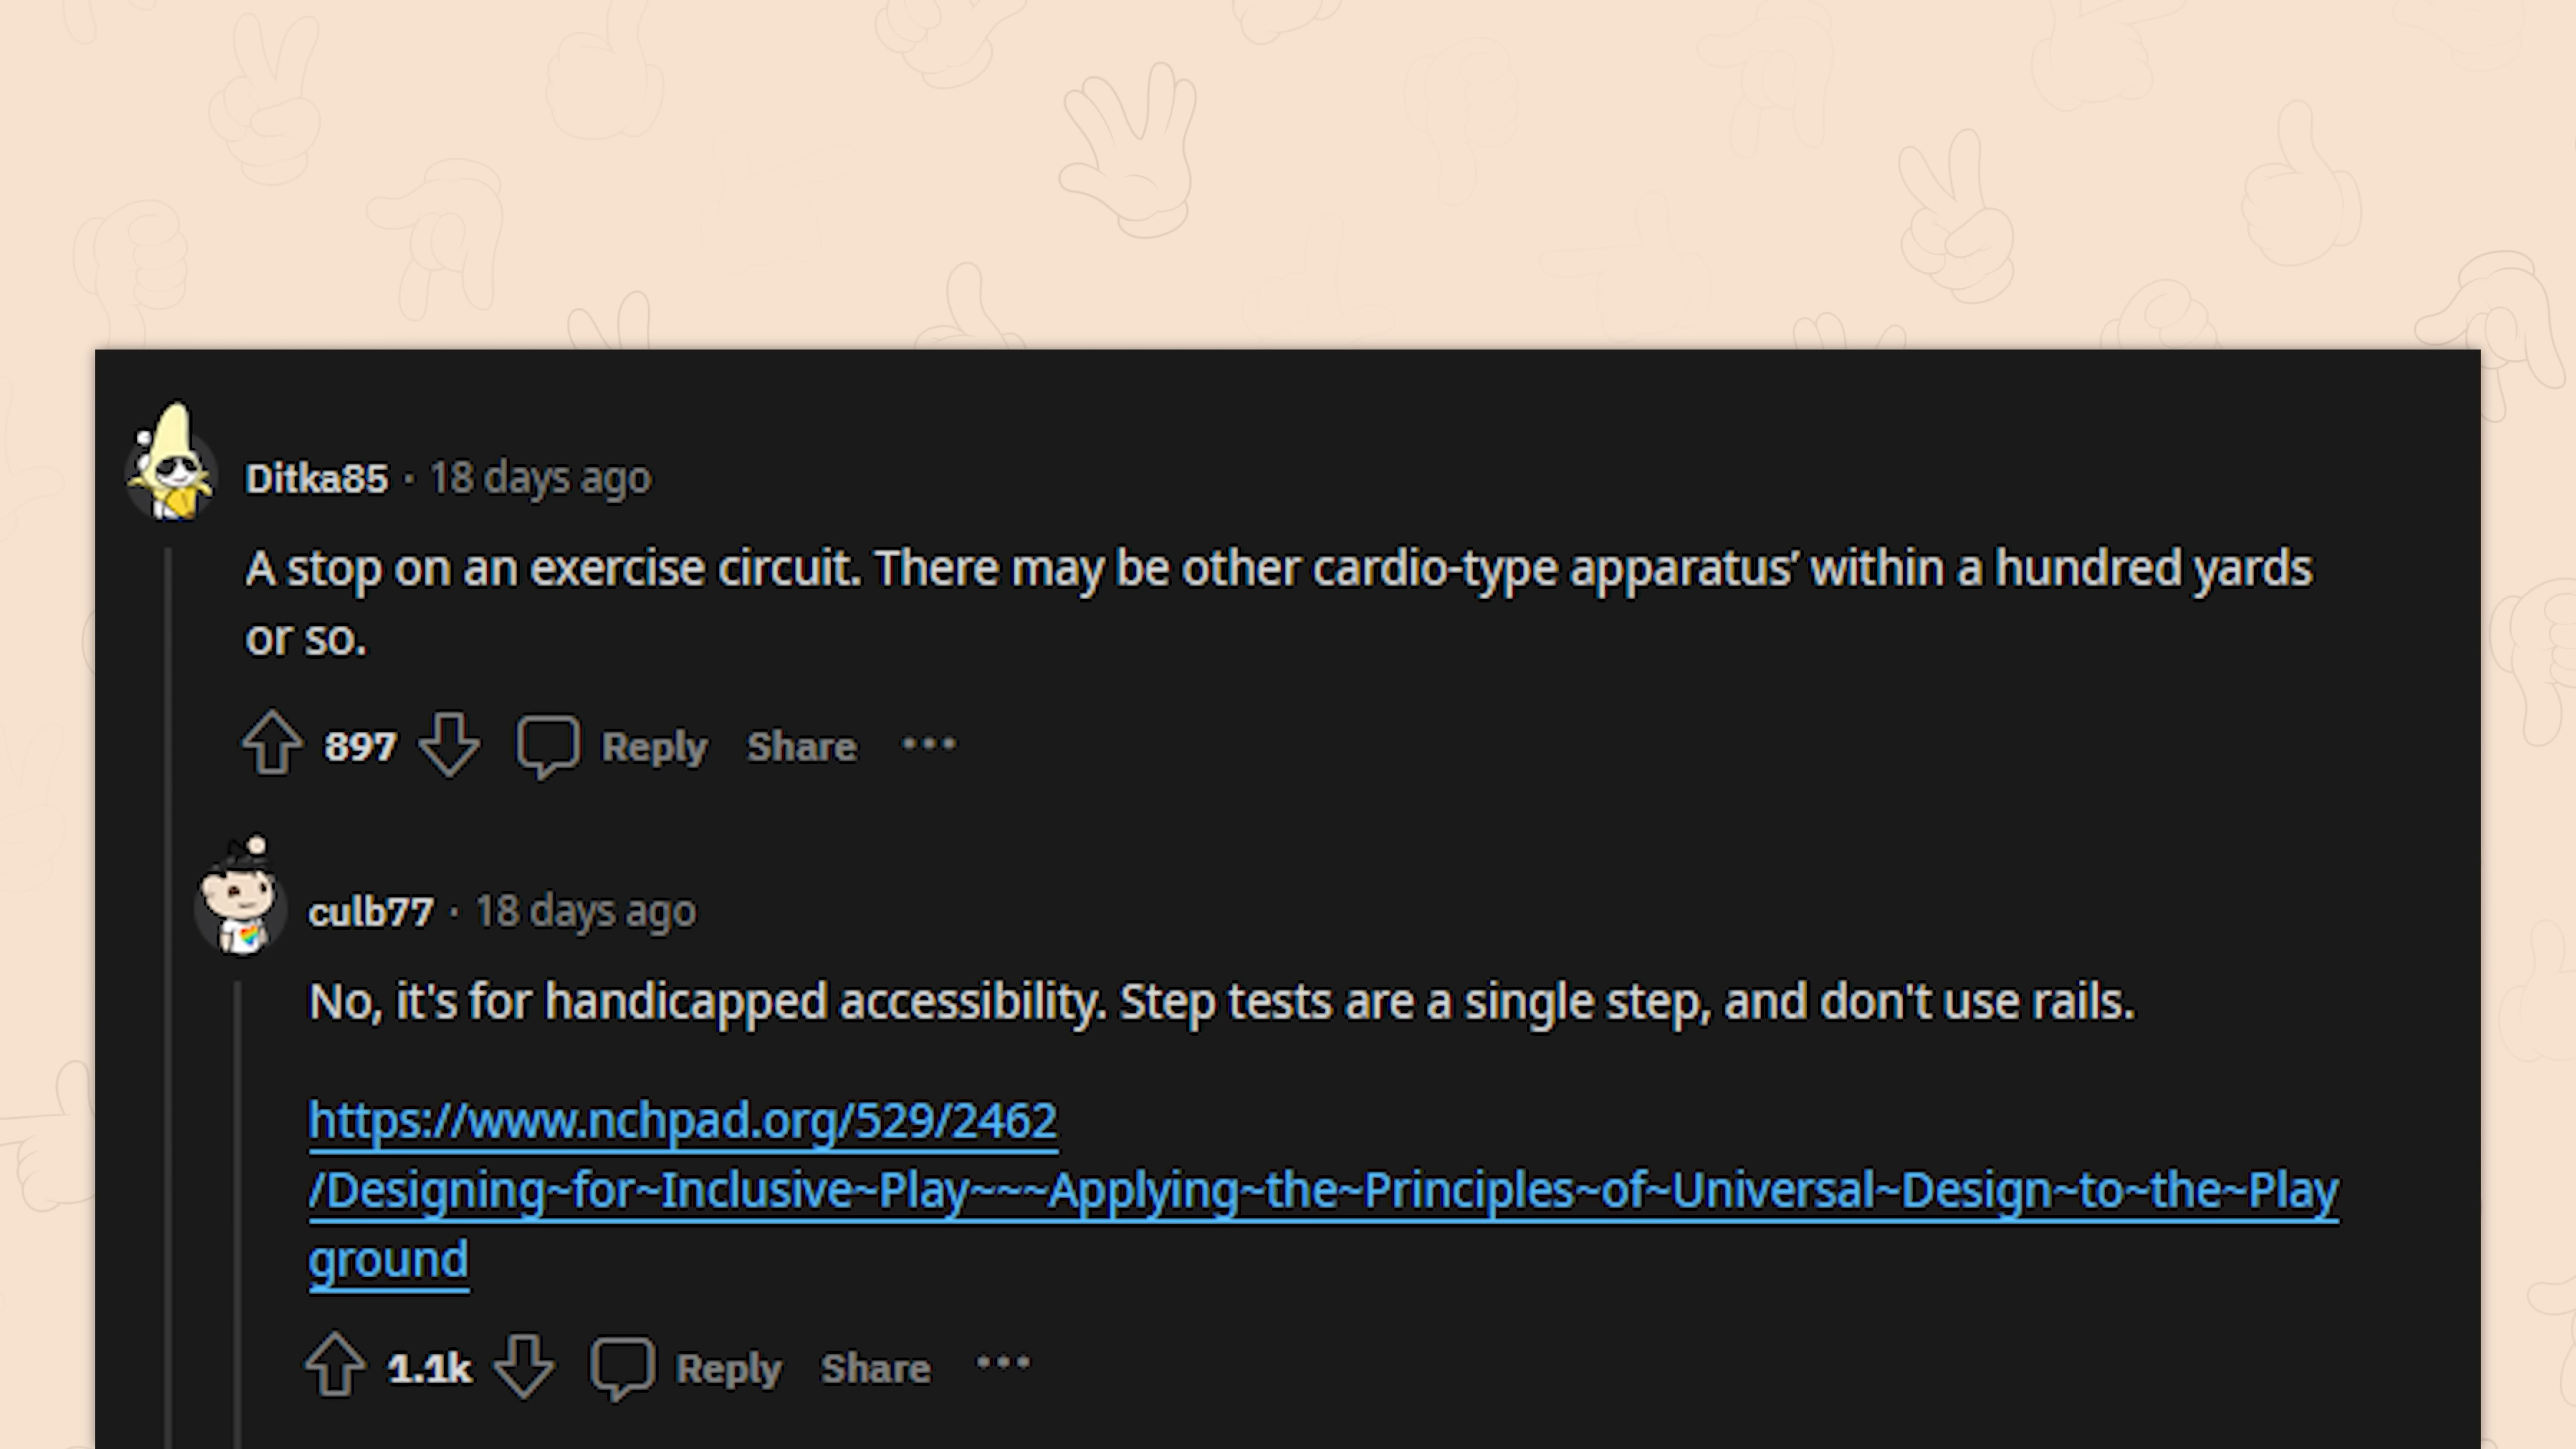 Ditka85 · 18 days ago
A stop on an exercise circuit. There may be other cardio-type apparatus’ within a hundred yards
or so.
897 Reply Share ···
culb77 · 18 days ago
No, it's for handicapped accessibility. Step tests are a single step, and don't use rails.
https://www.nchpad.org/529/2462
/Designing~for~Inclusive~Play~~~Applying~the~Principles~of~Universal~Design~to~the~Play
ground
1.1k Reply Share ···